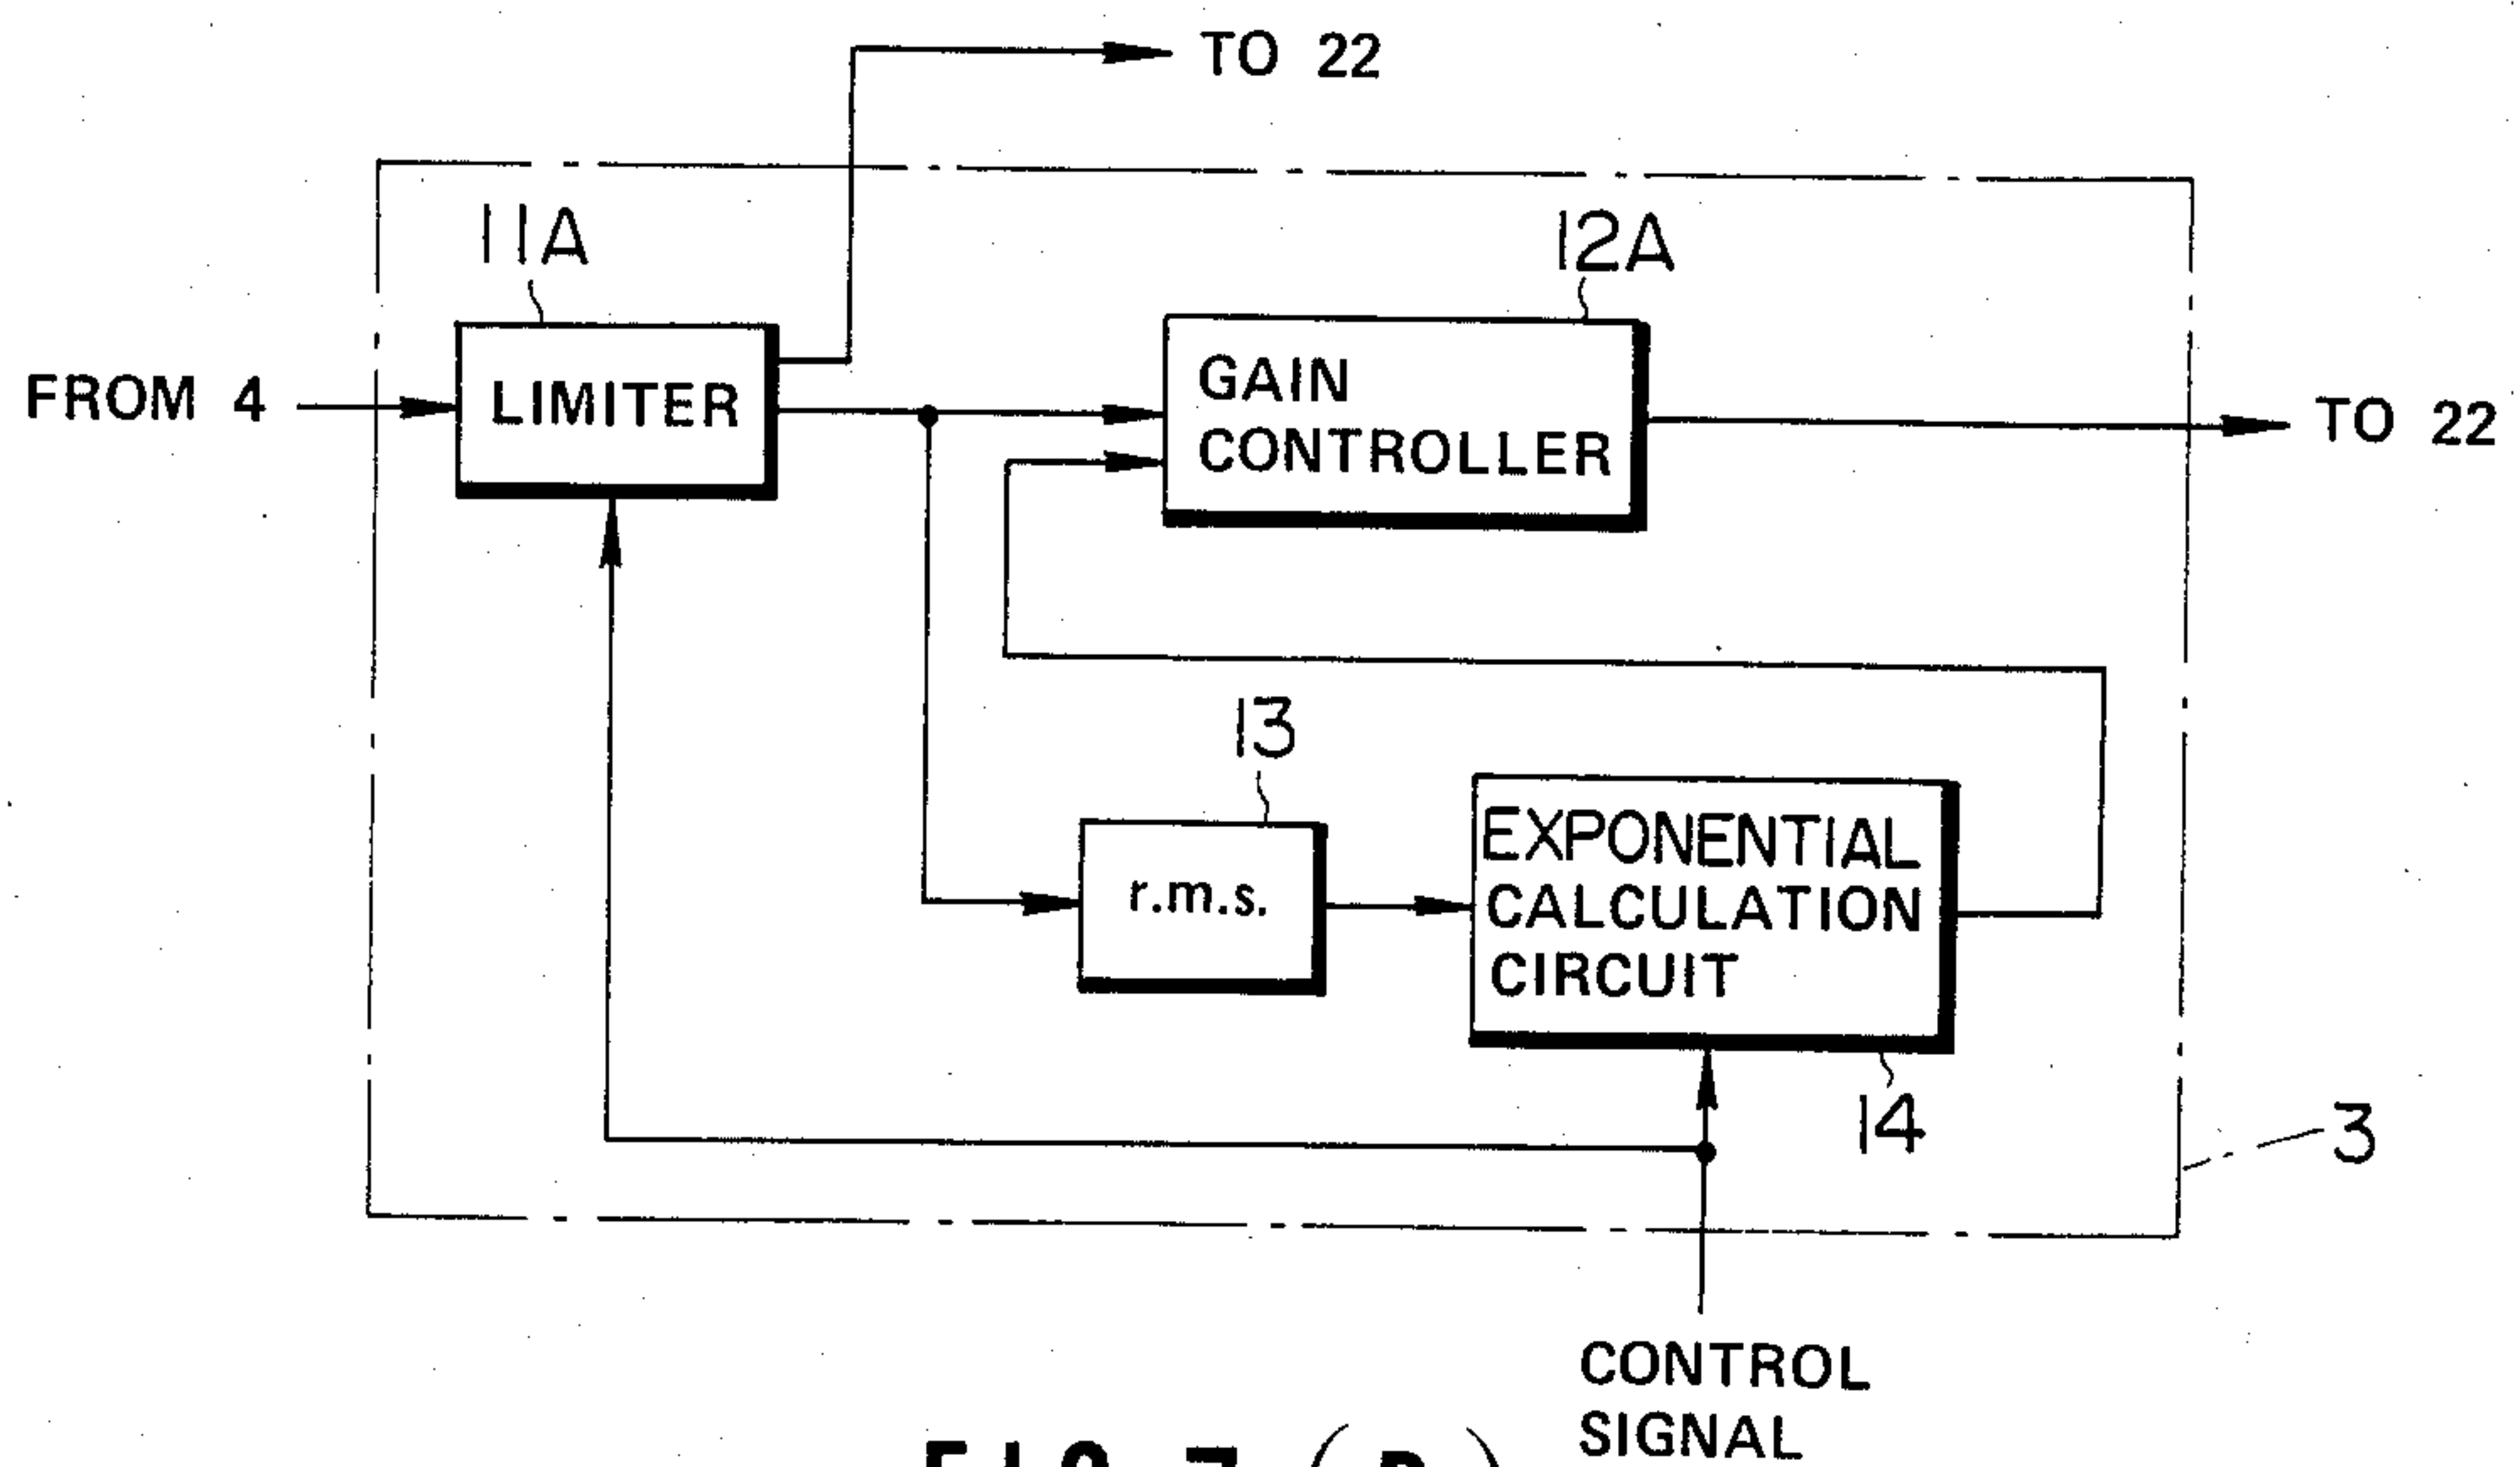 TO 22
11A
12A
FROM 4
LIMITER
GAIN
CONTROLLER
TO 22
13
r.m.s.
EXPONENTIAL
CALCULATION
CIRCUIT
14
3
CONTROL
SIGNAL